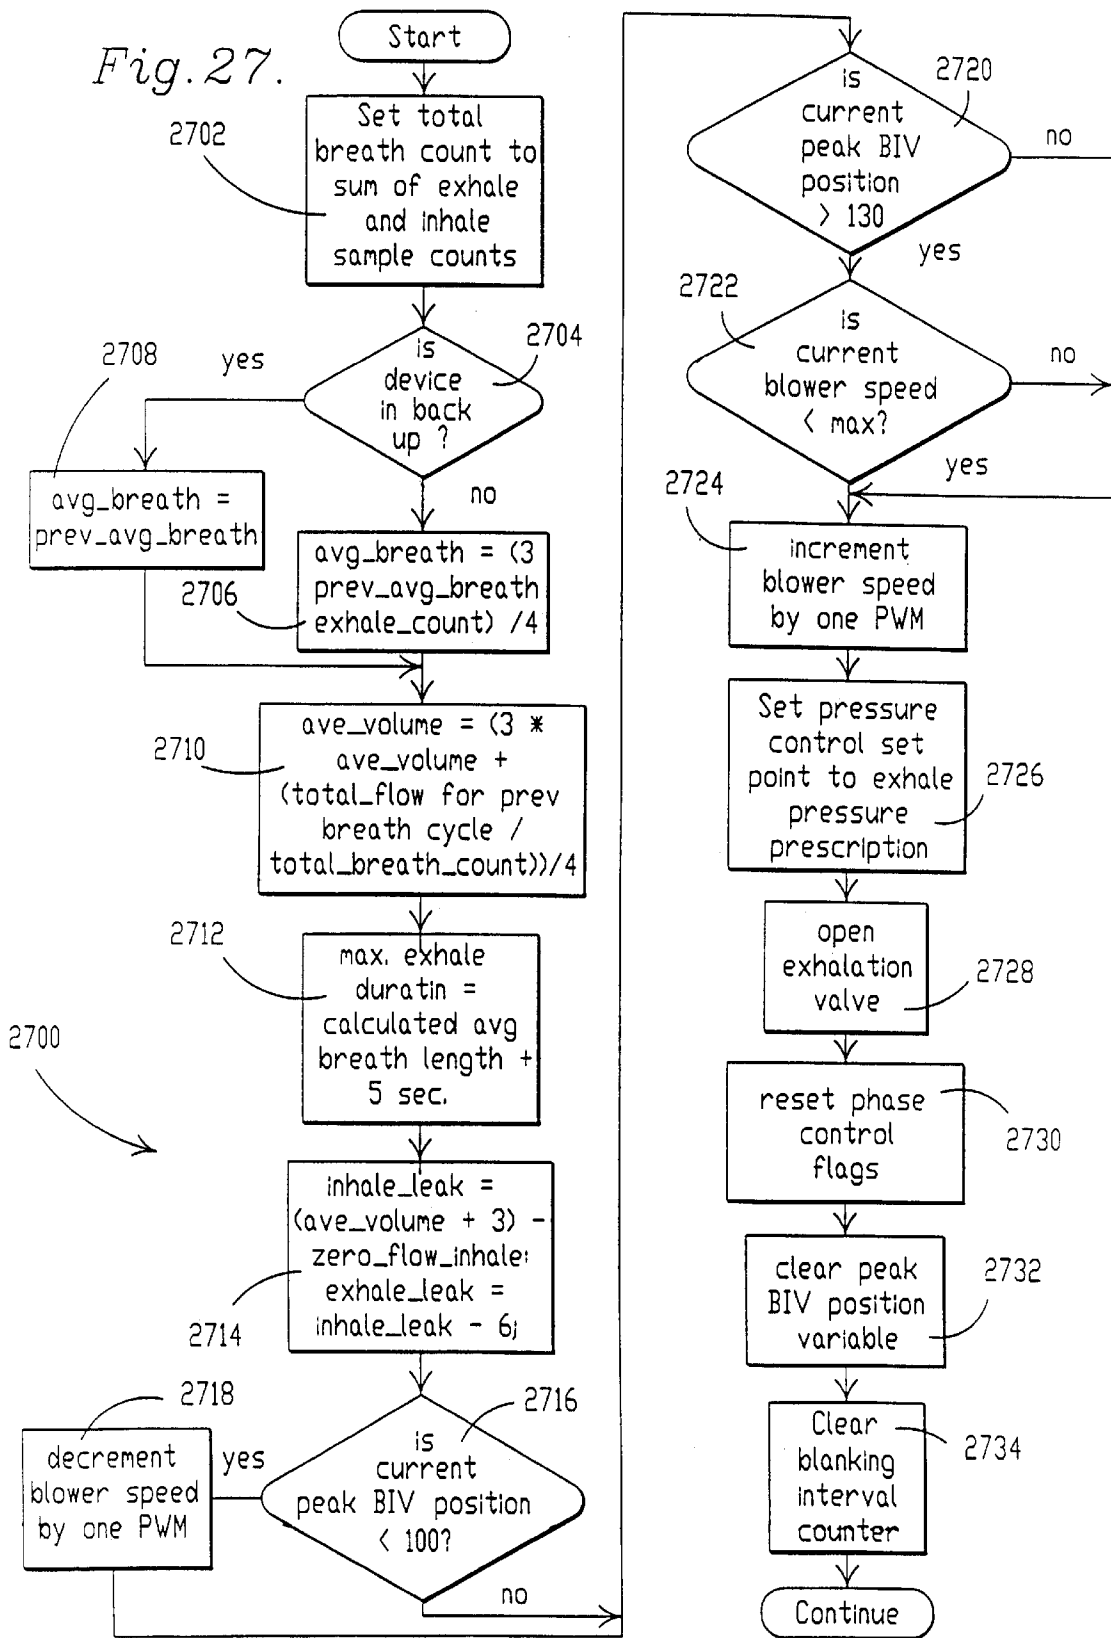 Fig. 27.
Start
2702
Set total
breath count to
sum of exhale
and inhale
sample counts
2704
is
device
in back
up ?
yes
no
2708
avg_breath =
prev_avg_breath
2706
avg_breath = (3
prev_avg_breath
exhale_count) /4
2710
ave_volume = (3 *
ave_volume +
(total_flow for prev
breath cycle /
total_breath_count))/4
2712
max. exhale
duratin =
calculated avg
breath length +
5 sec.
2700
inhale_leak =
(ave_volume + 3) -
zero_flow_inhale;
exhale_leak =
inhale_leak - 6;
2714
2716
is
current
peak BIV position
< 100?
yes
no
2718
decrement
blower speed
by one PWM
2720
is
current
peak BIV
position
> 130
no
yes
2722
is
current
blower speed
< max?
no
yes
2724
increment
blower speed
by one PWM
Set pressure
control set
point to exhale
pressure
prescription
2726
open
exhalation
valve
2728
reset phase
control
flags
2730
clear peak
BIV position
variable
2732
Clear
blanking
interval
counter
2734
Continue